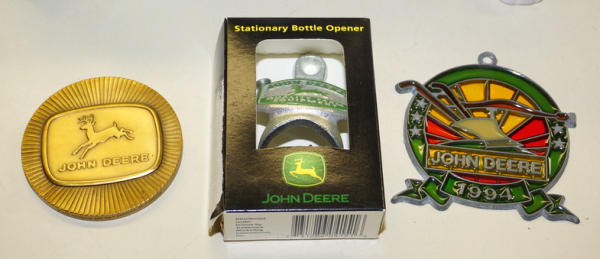 JOHN DEERE
Stationary Bottle Opener
JOHN DEERE
JOHN DEERE
JOHN DEERE
1994